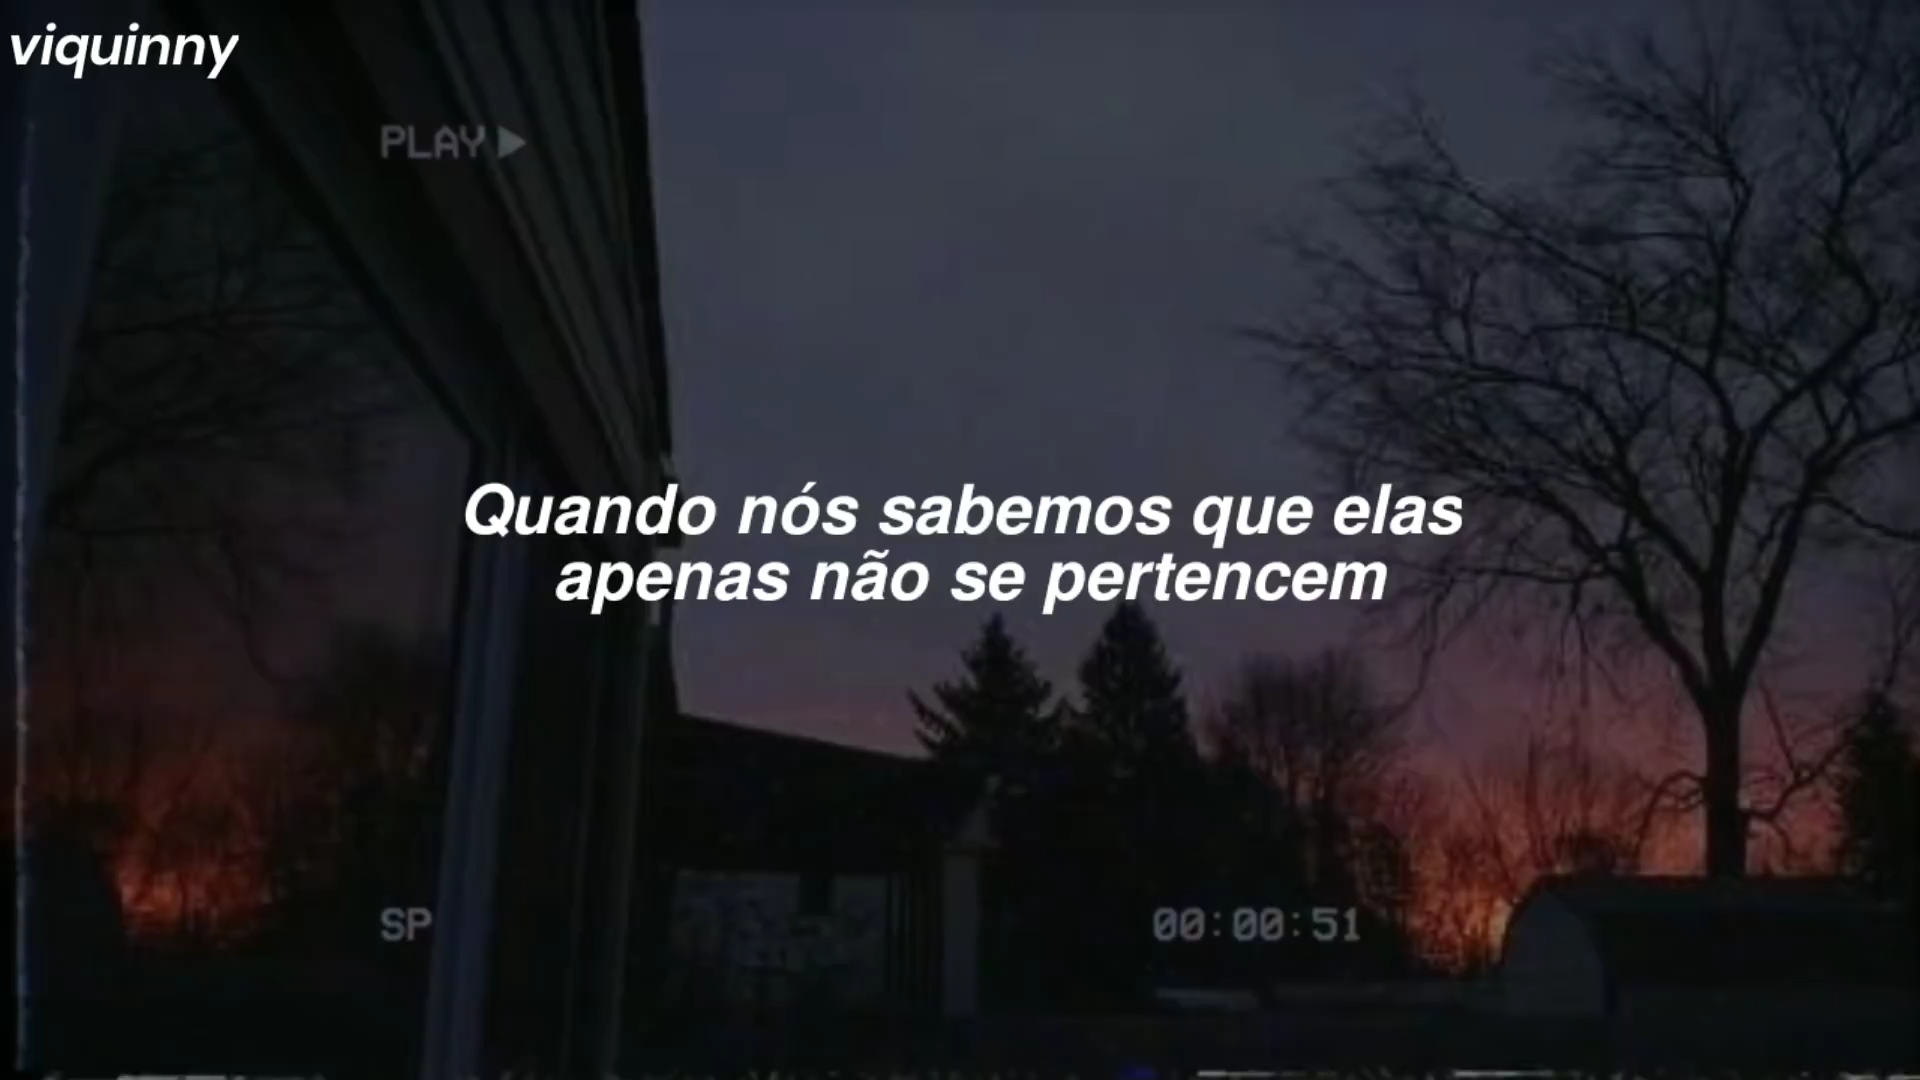 viquinny
PLAY ▶
Quando nós sabemos que elas
apenas não se pertencem
SP
00:00:51